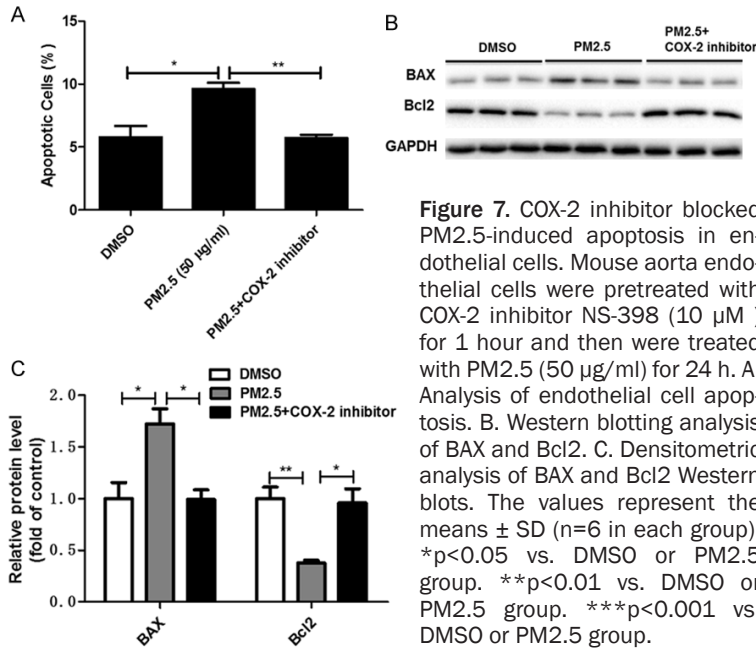 A
15
10
5
0
Apoptotic Cells (%)
*
**
DMSO
PM2.5 (50 µg/ml)
PM2.5+COX-2 inhibitor
B
DMSO
PM2.5
PM2.5+
COX-2 inhibitor
BAX
Bcl2
GAPDH
C
DMSO
PM2.5
PM2.5+COX-2 inhibitor
2.0
1.5
1.0
0.5
0.0
Relative protein level
(fold of control)
*
*
**
*
BAX
Bcl2
Figure 7. COX-2 inhibitor blocked
PM2.5-induced apoptosis in en-
dothelial cells. Mouse aorta endo-
thelial cells were pretreated with
COX-2 inhibitor NS-398 (10 µM )
for 1 hour and then were treated
with PM2.5 (50 µg/ml) for 24 h. A.
Analysis of endothelial cell apop-
tosis. B. Western blotting analysis
of BAX and Bcl2. C. Densitometric
analysis of BAX and Bcl2 Western
blots. The values represent the
means ± SD (n=6 in each group).
*p<0.05 vs. DMSO or PM2.5
group. **p<0.01 vs. DMSO or
PM2.5 group. ***p<0.001 vs.
DMSO or PM2.5 group.